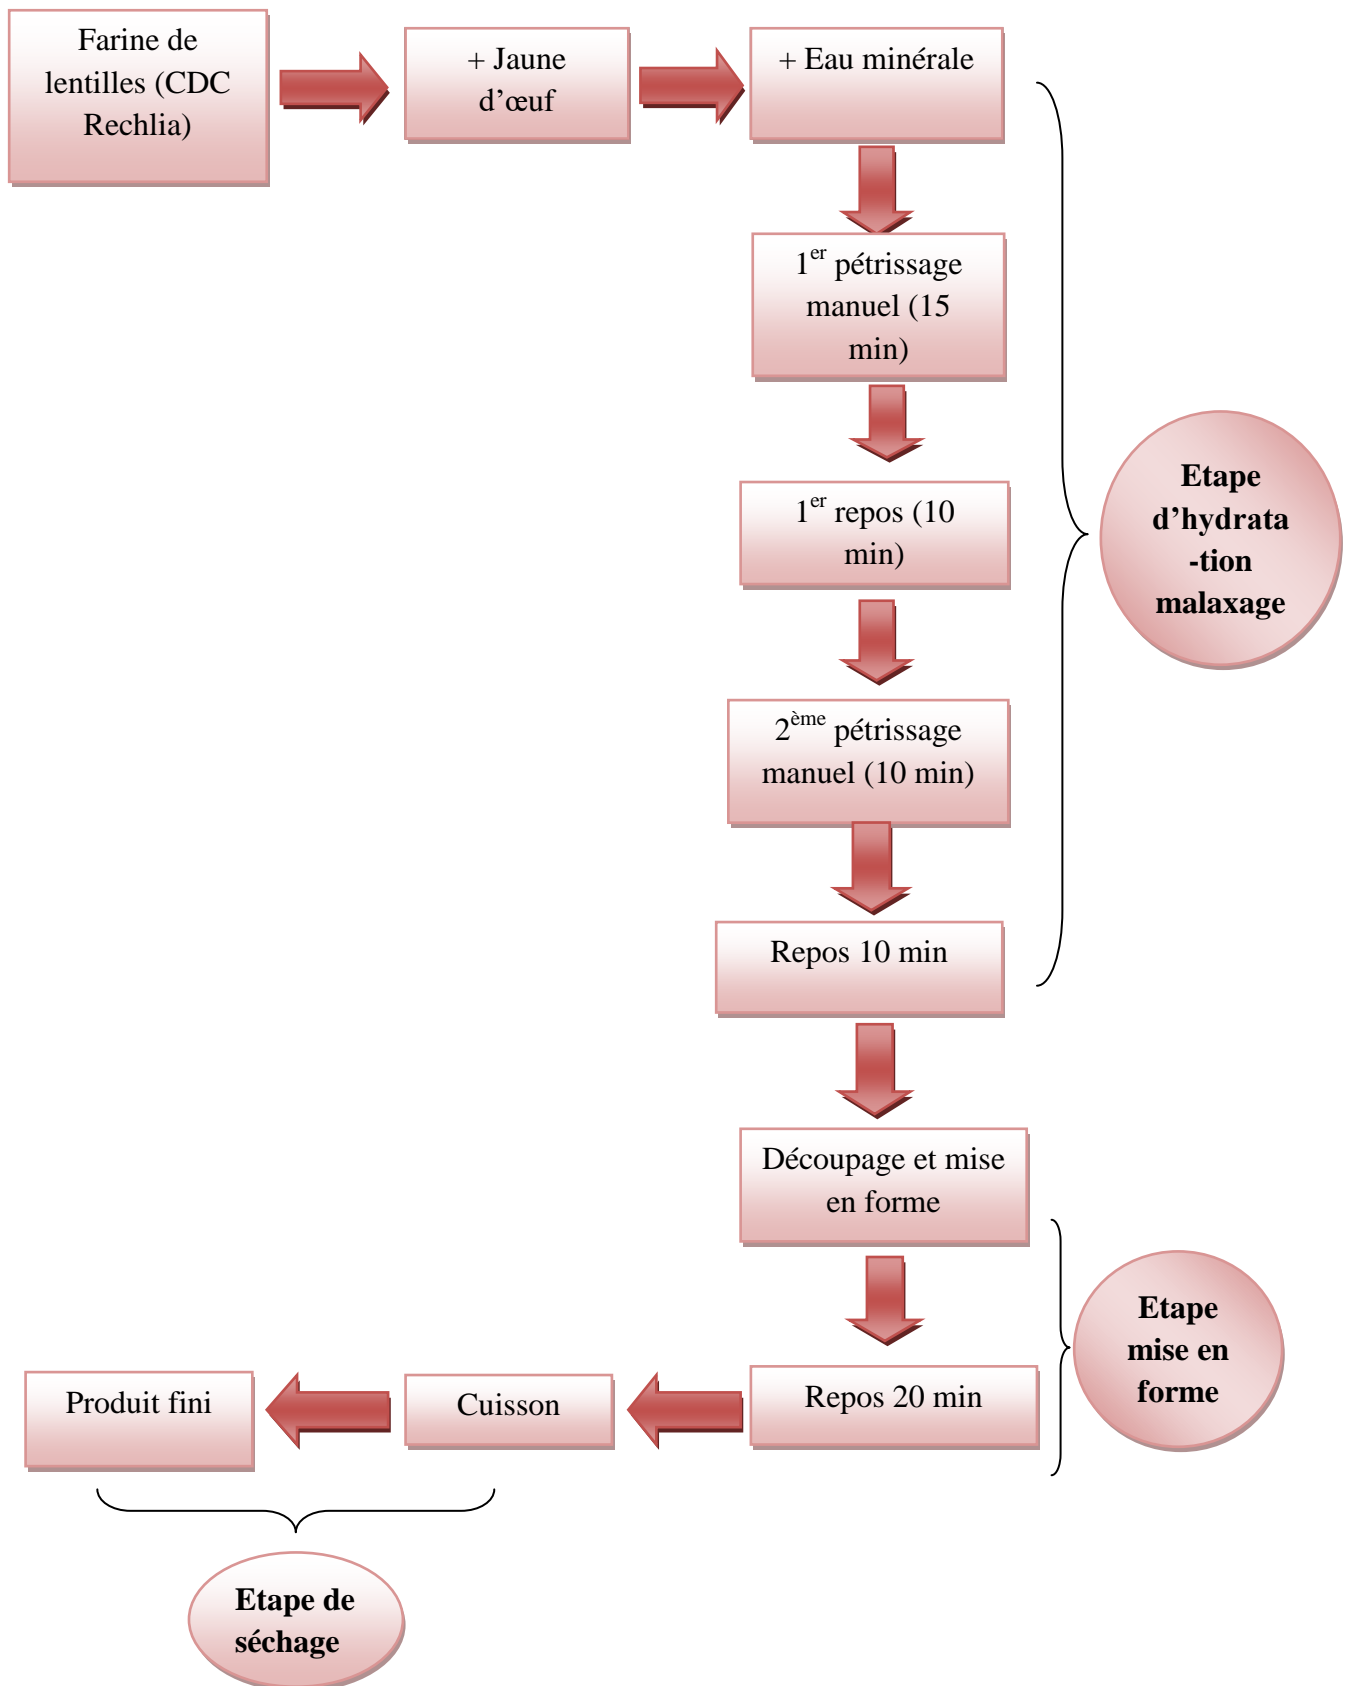 Farine de
lentilles (CDC
Rechlia)
+ Jaune
d’œuf
+ Eau minérale
1er pétrissage
manuel (15
min)
1er repos (10
min)
2ème pétrissage
manuel (10 min)
Repos 10 min
Etape
d’hydrata
-tion
malaxage
Découpage et mise
en forme
Repos 20 min
Etape
mise en
forme
Cuisson
Produit fini
Etape de
séchage